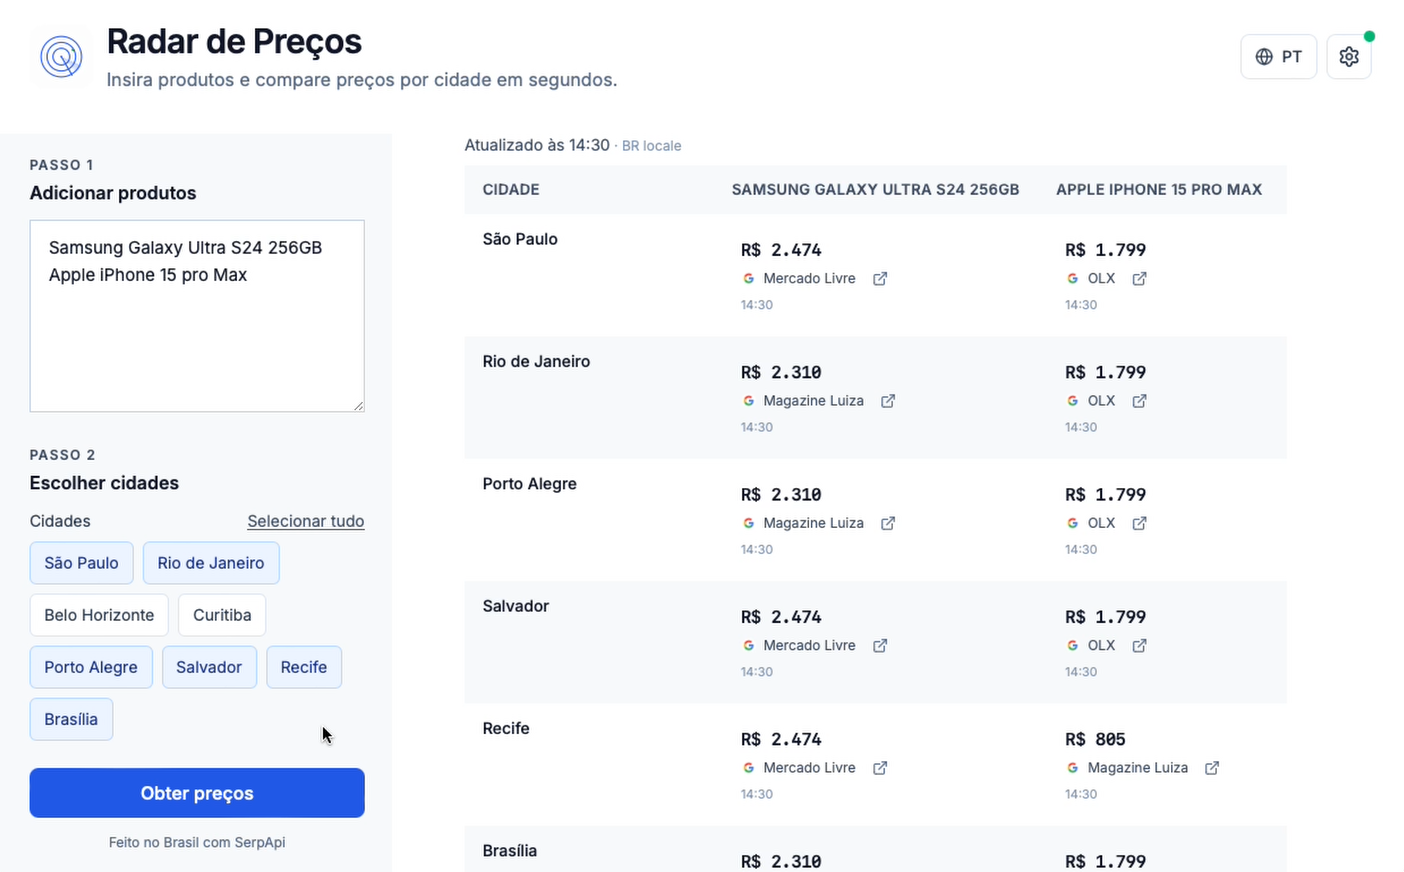 Radar de Preços
Insira produtos e compare preços por cidade em segundos.
PT
PASSO 1
Adicionar produtos
Samsung Galaxy Ultra S24 256GB
Apple iPhone 15 pro Max
PASSO 2
Escolher cidades
Cidades Selecionar tudo
São Paulo Rio de Janeiro
Belo Horizonte Curitiba
Porto Alegre Salvador Recife
Brasília
Obter preços
Feito no Brasil com SerpApi
Atualizado às 14:30 · BR locale
CIDADE SAMSUNG GALAXY ULTRA S24 256GB APPLE IPHONE 15 PRO MAX
São Paulo
R$ 2.474 R$ 1.799
Mercado Livre OLX
14:30 14:30
Rio de Janeiro
R$ 2.310 R$ 1.799
Magazine Luiza OLX
14:30 14:30
Porto Alegre
R$ 2.310 R$ 1.799
Magazine Luiza OLX
14:30 14:30
Salvador
R$ 2.474 R$ 1.799
Mercado Livre OLX
14:30 14:30
Recife
R$ 2.474 R$ 805
Mercado Livre Magazine Luiza
14:30 14:30
Brasília
R$ 2.310 R$ 1.799